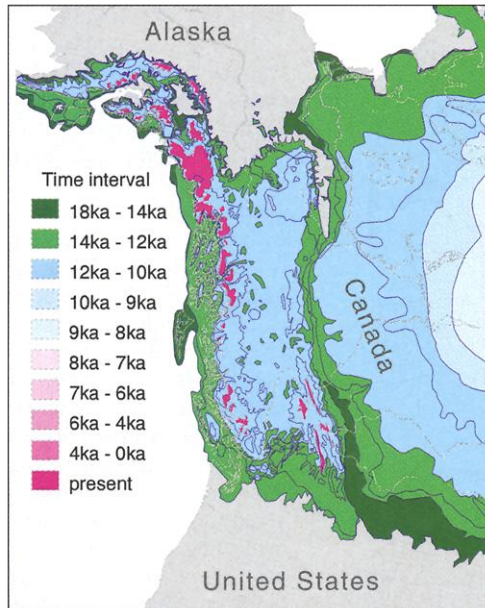 Alaska
Time interval
18ka - 14ka
14ka - 12ka
12ka - 10ka
10ka - 9ka
9ka - 8ka
8ka - 7ka
7ka - 6ka
6ka - 4ka
4ka - 0ka
present
Canada
United States